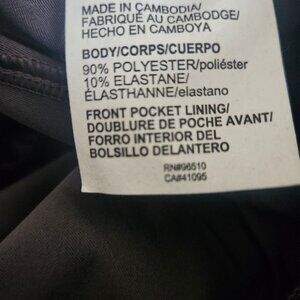 MADE IN CAMBODIA/
FABRIQUÉ AU CAMBODGE/
HECHO EN CAMBOYA
BODY/CORPS/CUERPO
90% POLYESTER/poliéster
10% ELASTANE/
ÉLASTHANNE/elastano
FRONT POCKET LINING/
DOUBLURE DE POCHE AVANT/
FORRO INTERIOR DEL
BOLSILLO DELANTERO
RN#96510
CA#41095